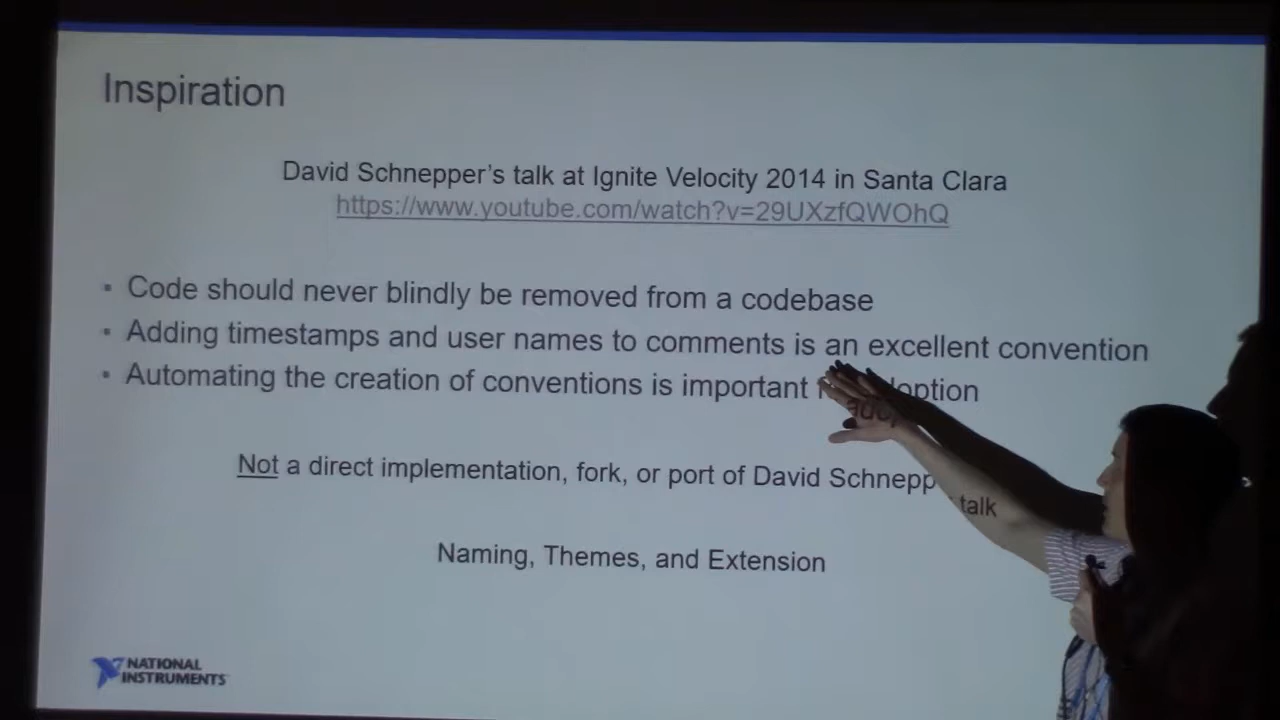 Inspiration
David Schnepper's talk at Ignite Velocity 2014 in Santa Clara
https://www.youtube.com/watch?v=29UXzfQWOhQ
Code should never blindly be removed from a codebase
Adding timestamps and user names to comments is an excellent convention
Automating the creation of conventions is important
Not a direct implementation, fork, or port of David talk
Naming, Themes, and Extension
NATIONAL
INSTRUMENTS